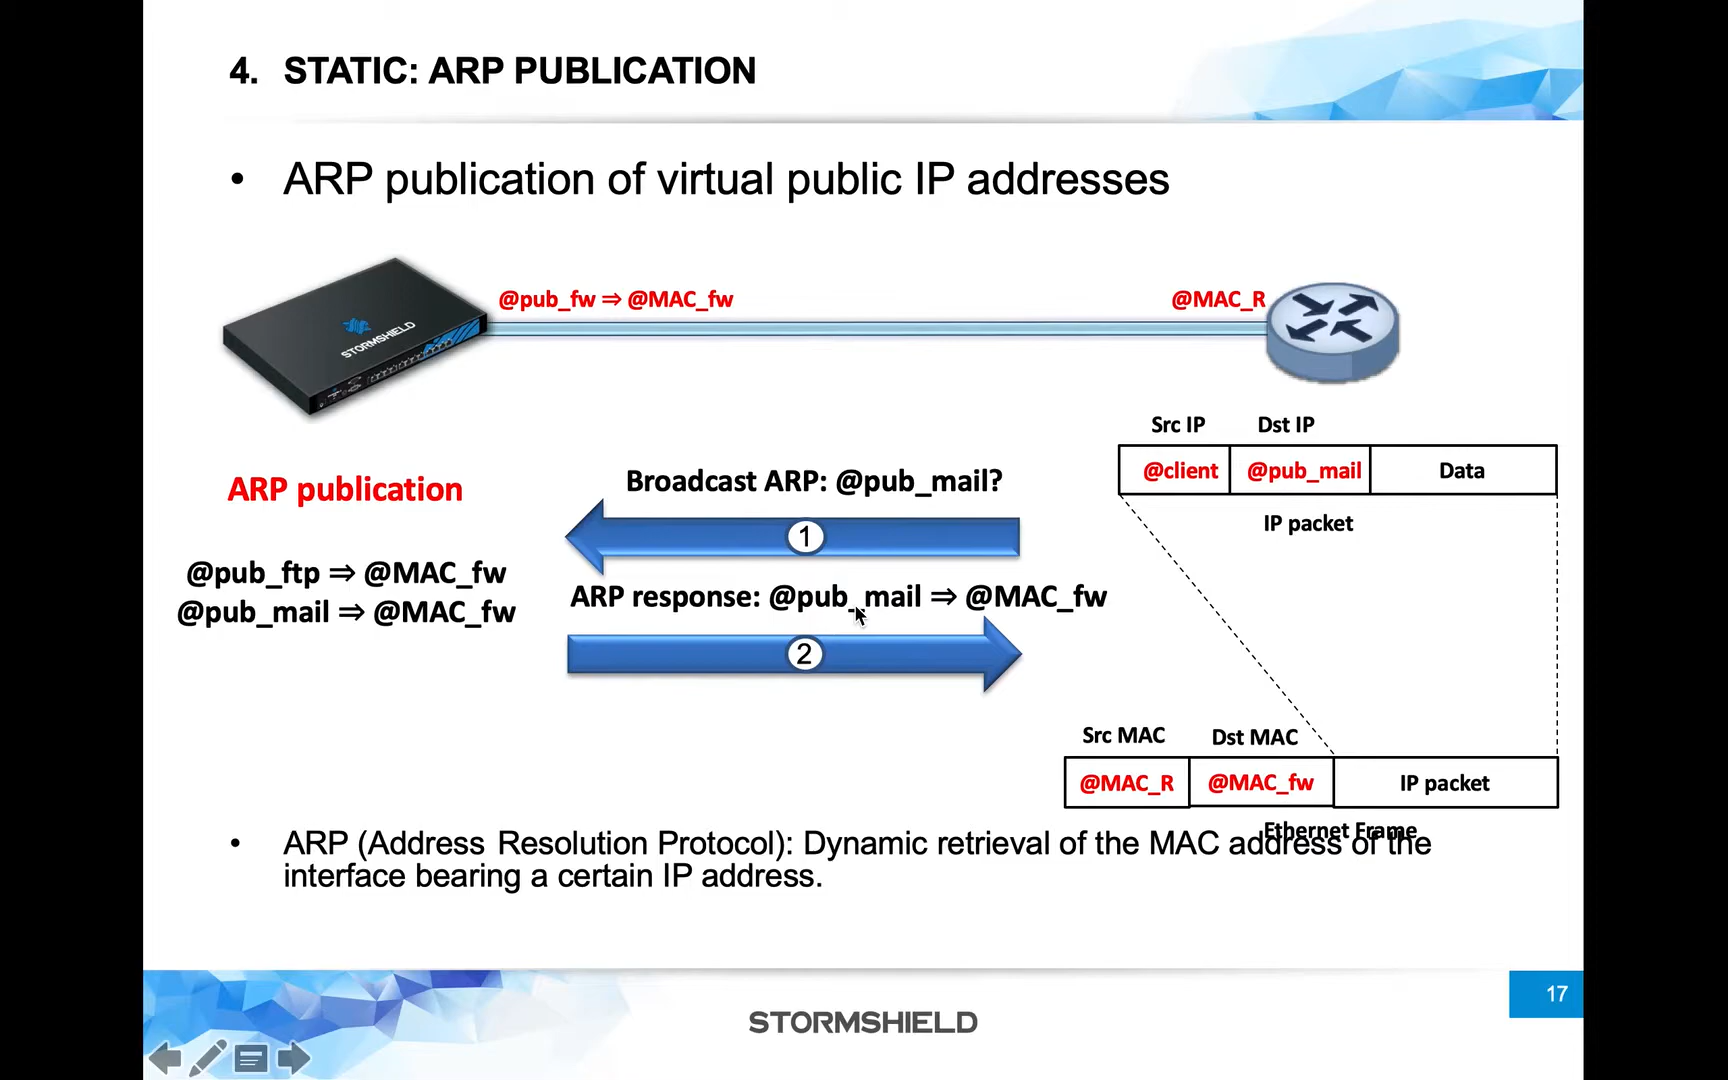 4. STATIC: ARP PUBLICATION
• ARP publication of virtual public IP addresses
@pub_fw ⇒ @MAC_fw
@MAC_R
STORMSHIELD
Src IP
Dst IP
@client
@pub_mail
Data
IP packet
ARP publication
@pub_ftp ⇒ @MAC_fw
@pub_mail ⇒ @MAC_fw
Broadcast ARP: @pub_mail?
1
ARP response: @pub_mail ⇒ @MAC_fw
2
Src MAC
Dst MAC
@MAC_R
@MAC_fw
IP packet
Ethernet Frame
• ARP (Address Resolution Protocol): Dynamic retrieval of the MAC address of the
interface bearing a certain IP address.
17
STORMSHIELD